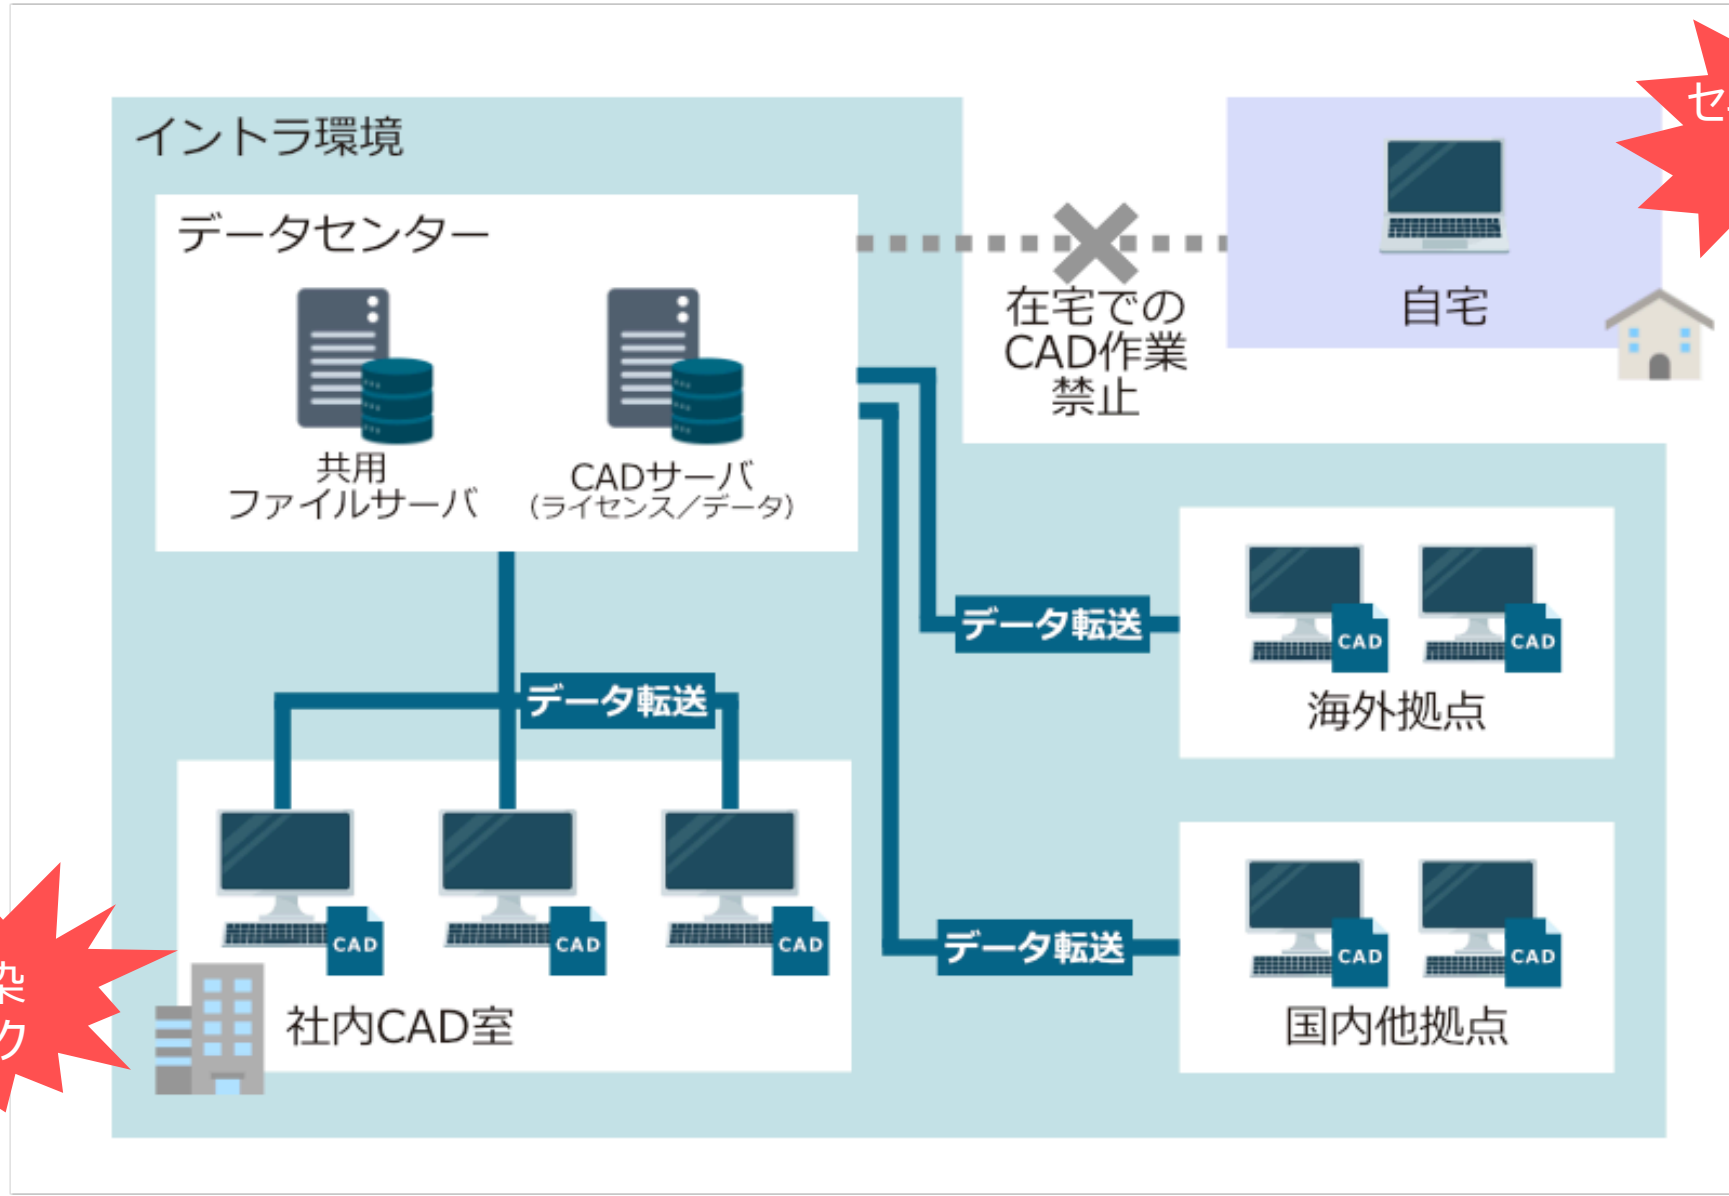 イントラ環境
データセンター
共用
ファイルサーバ
CADサーバ
(ライセンス／データ)
在宅での
CAD作業
禁止
自宅
セ
データ転送
CAD
CAD
海外拠点
データ転送
CAD
CAD
CAD
社内CAD室
データ転送
CAD
CAD
国内他拠点
染
ク